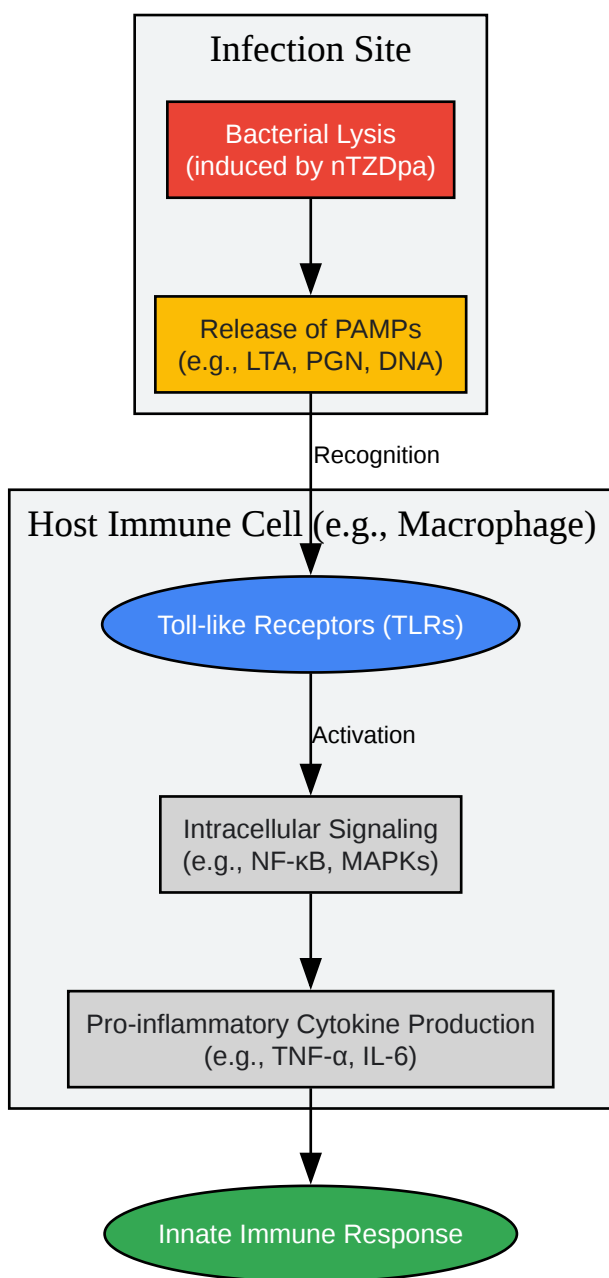 Infection Site
Bacterial Lysis
(induced by nTZDpa)
Release of PAMPs
(e.g., LTA, PGN, DNA)
Recognition
Host Immune Cell (e.g., Macrophage)
Toll-like Receptors (TLRs)
Activation
Intracellular Signaling
(e.g., NF-κB, MAPKs)
Pro-inflammatory Cytokine Production
(e.g., TNF-α, IL-6)
Innate Immune Response